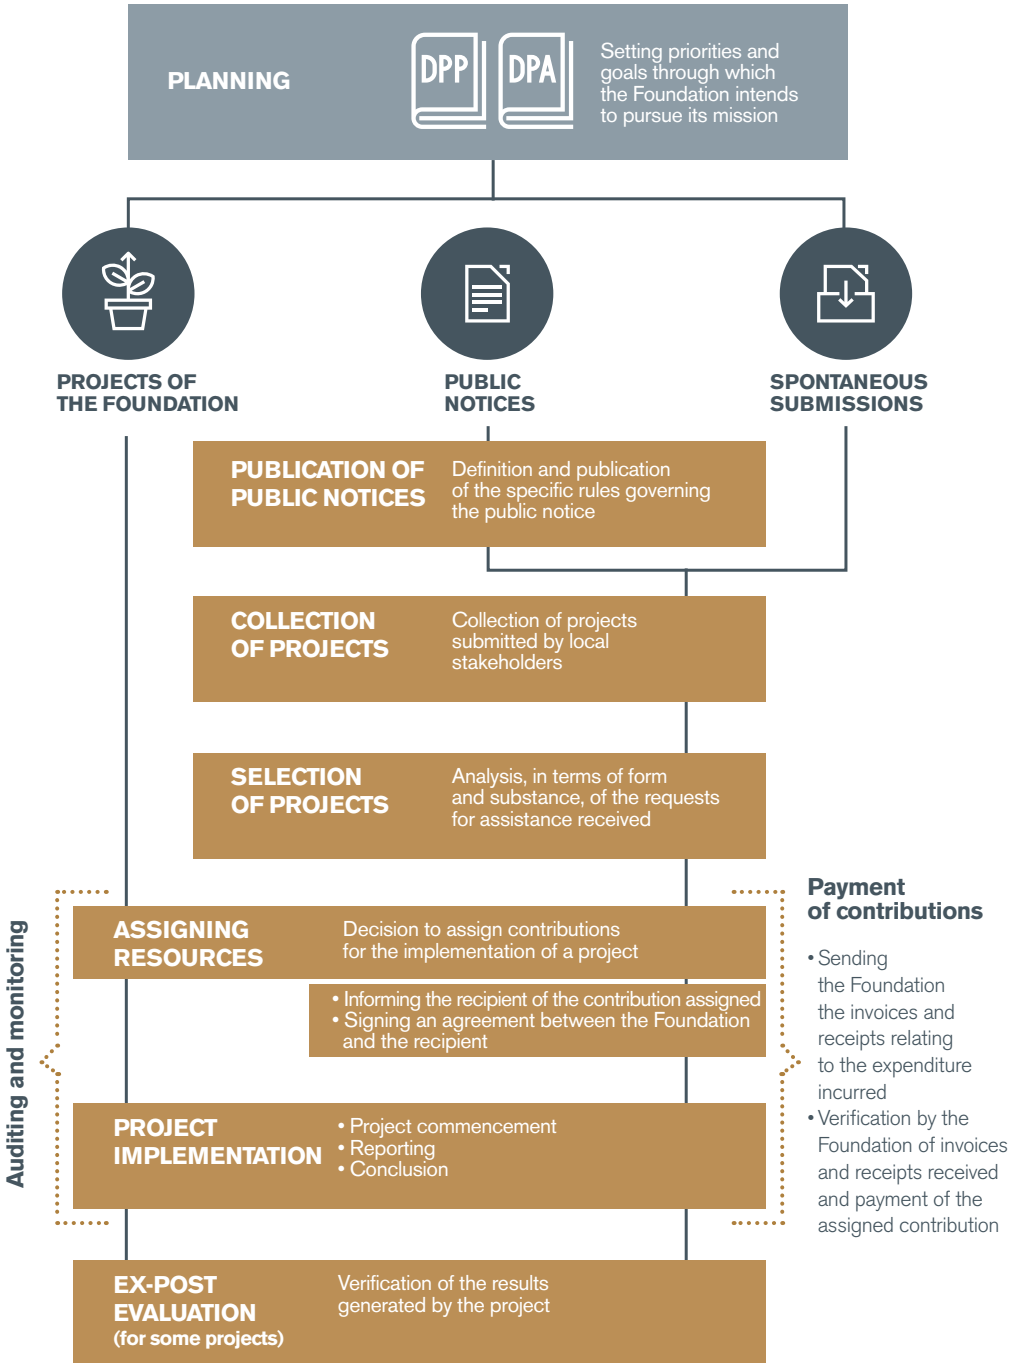 PLANNING
DPP
DPA
Setting priorities and
goals through which
the Foundation intends
to pursue its mission
PROJECTS OF
THE FOUNDATION
PUBLIC
NOTICES
SPONTANEOUS
SUBMISSIONS
PUBLICATION OF
PUBLIC NOTICES
Definition and publication
of the specific rules governing
the public notice
COLLECTION
OF PROJECTS
Collection of projects
submitted by local
stakeholders
SELECTION
OF PROJECTS
Analysis, in terms of form
and substance, of the requests
for assistance received
Auditing and monitoring
ASSIGNING
RESOURCES
Decision to assign contributions
for the implementation of a project
• Informing the recipient of the contribution assigned
• Signing an agreement between the Foundation
and the recipient
PROJECT
IMPLEMENTATION
• Project commencement
• Reporting
• Conclusion
Payment
of contributions
• Sending
the Foundation
the invoices and
receipts relating
to the expenditure
incurred
• Verification by the
Foundation of invoices
and receipts received
and payment of the
assigned contribution
EX-POST
EVALUATION
(for some projects)
Verification of the results
generated by the project